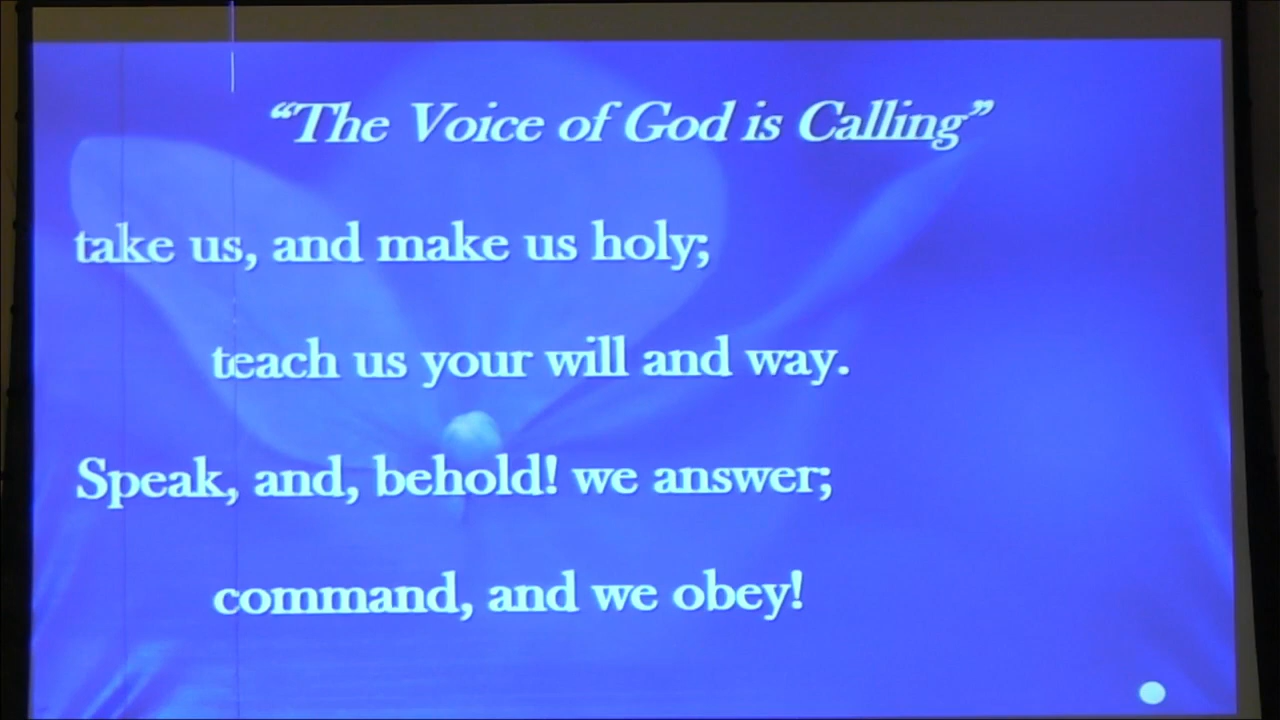 “The Voice of God is Calling”
take us, and make us holy;
teach us your will and way.
Speak, and, behold! we answer;
command, and we obey!